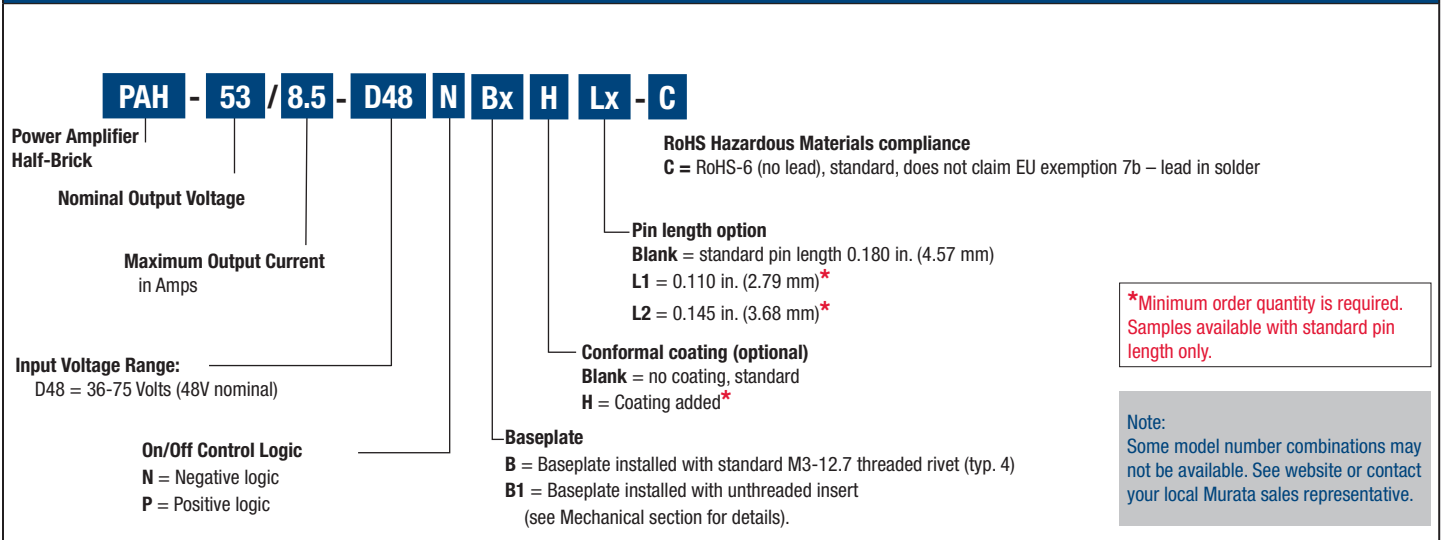 PAH - 53 / 8.5 - D48 N Bx H Lx - C
Power Amplifier
Half-Brick
Nominal Output Voltage
Maximum Output Current
in Amps
Input Voltage Range:
D48 = 36-75 Volts (48V nominal)
On/Off Control Logic
N = Negative logic
P = Positive logic
RoHS Hazardous Materials compliance
C = RoHS-6 (no lead), standard, does not claim EU exemption 7b – lead in solder
Pin length option
Blank = standard pin length 0.180 in. (4.57 mm)
L1 = 0.110 in. (2.79 mm)*
L2 = 0.145 in. (3.68 mm)*
Conformal coating (optional)
Blank = no coating, standard
H = Coating added*
Baseplate
B = Baseplate installed with standard M3-12.7 threaded rivet (typ. 4)
B1 = Baseplate installed with unthreaded insert
(see Mechanical section for details).
*Minimum order quantity is required.
Samples available with standard pin
length only.
Note:
Some model number combinations may
not be available. See website or contact
your local Murata sales representative.